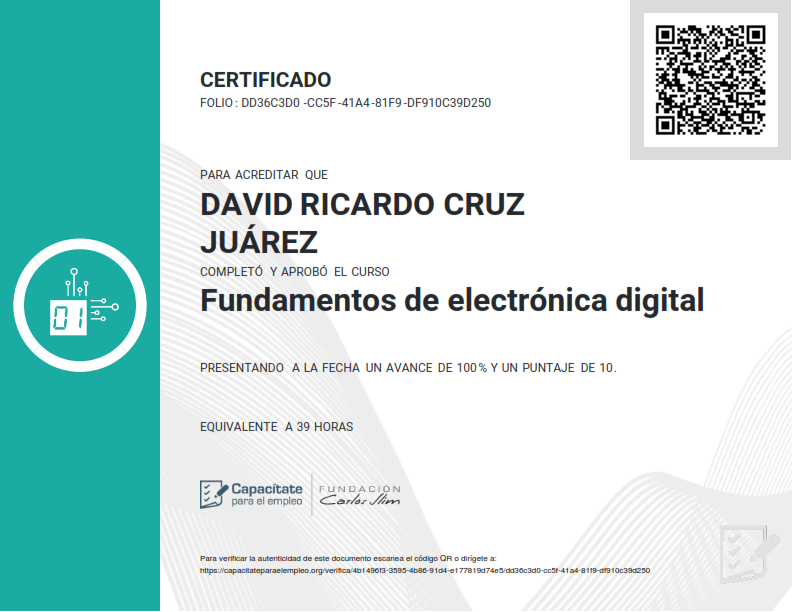 CERTIFICADO
FOLIO: DD36C3D0-CC5F-41A4-81F9-DF910C39D250
PARA ACREDITAR QUE
DAVID RICARDO CRUZ
JUÁREZ
COMPLETÓ Y APROBÓ EL CURSO
Fundamentos de electrónica digital
01
PRESENTANDO A LA FECHA UN AVANCE DE 100% Y UN PUNTAJE DE 10.
EQUIVALENTE A 39 HORAS
Capacítate
para el empleo
FUNDACIÓN
Carlos Slim
Para verificar la autenticidad de este documento escanea el código QR o dirígete a:
https://capacitateparaelempleo.org/verifica/4b1496f3-3595-4b86-91d4-e177819d74e5/dd36c3d0-cc5f-41a4-81f9-df910c39d250